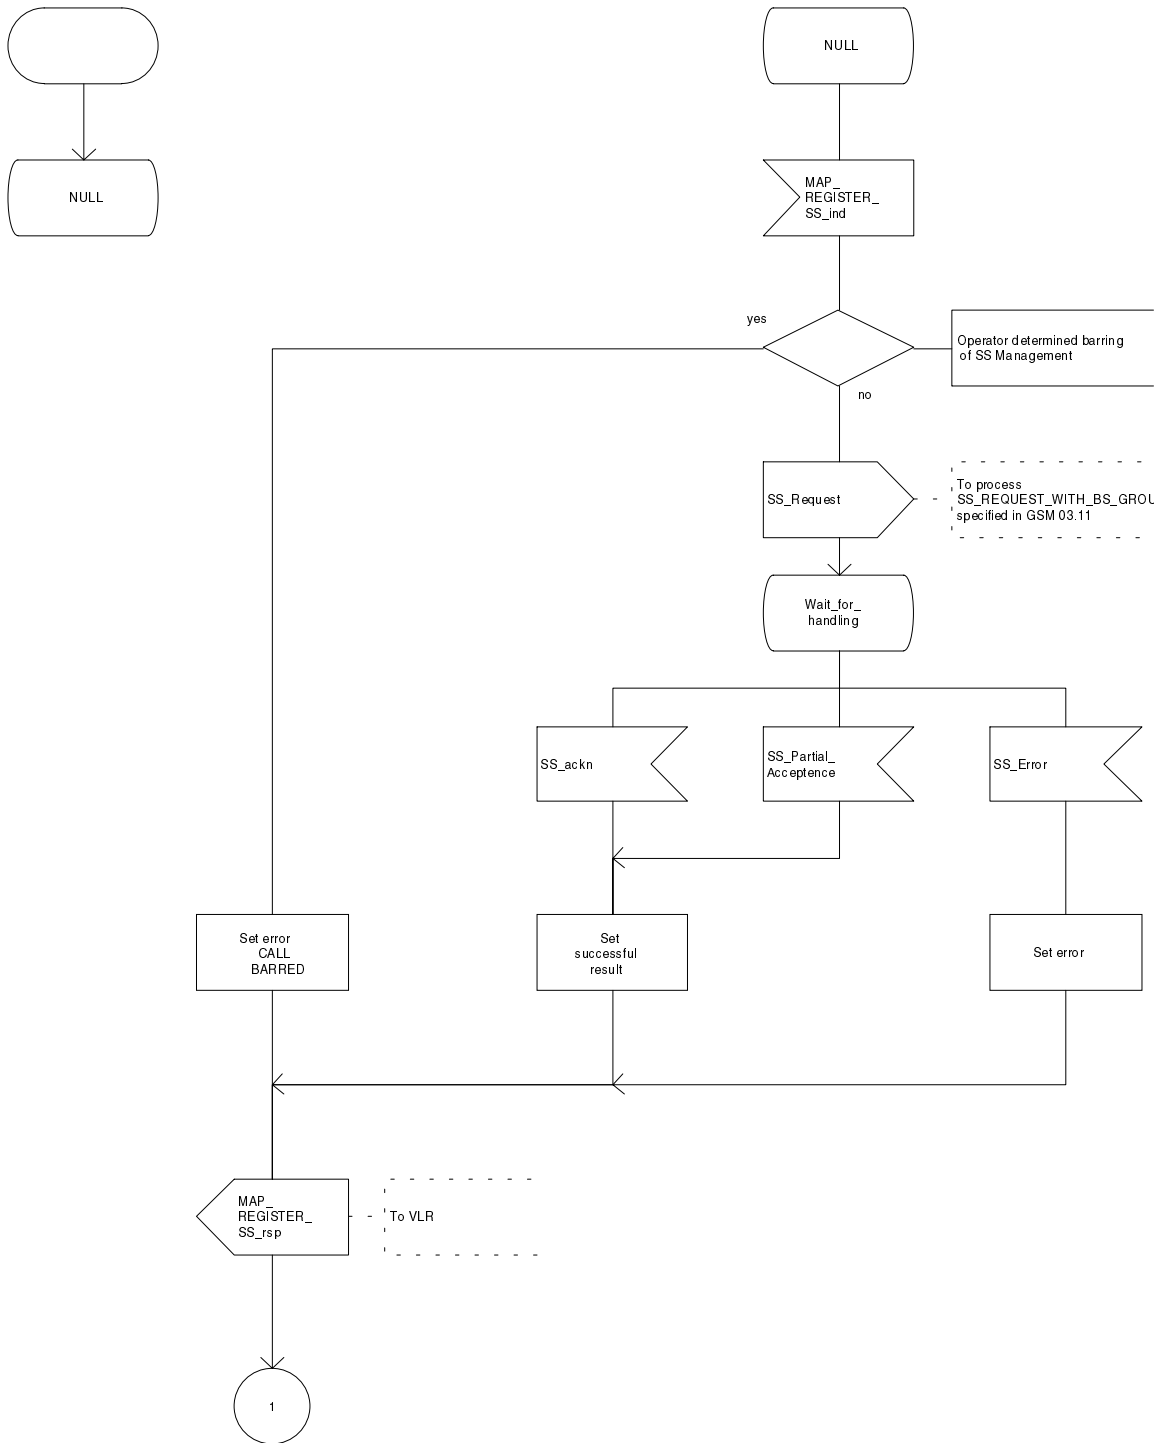 NULL
NULL
MAP_
REGISTER_
SS_ind
yes
Operator determined barring
of SS Management
no
SS_Request
To process
SS_REQUEST_WITH_BS_GROU
specified in GSM 03.11
Wait_for_
handling
SS_ackn
SS_Partial_
Acceptence
SS_Error
Set error
CALL
BARRED
Set
successful
result
Set error
MAP_
REGISTER_
SS_rsp
To VLR
1